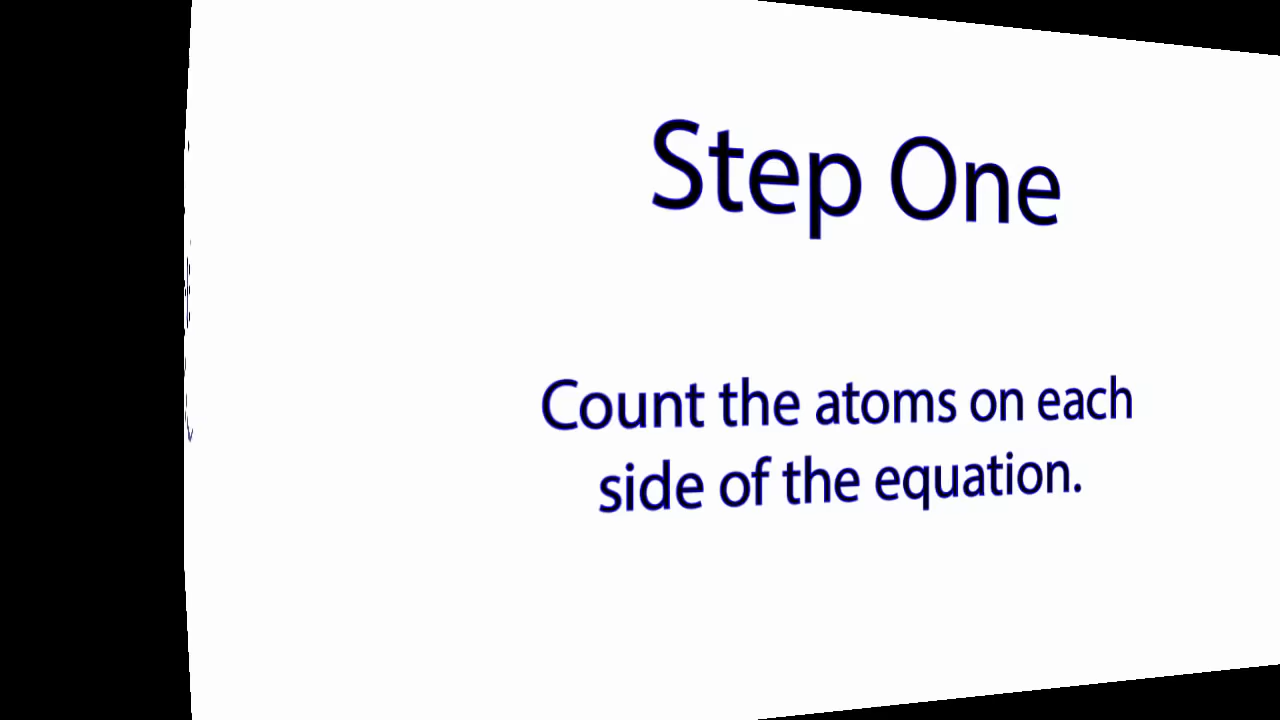 Step One
Count the atoms on each
side of the equation.